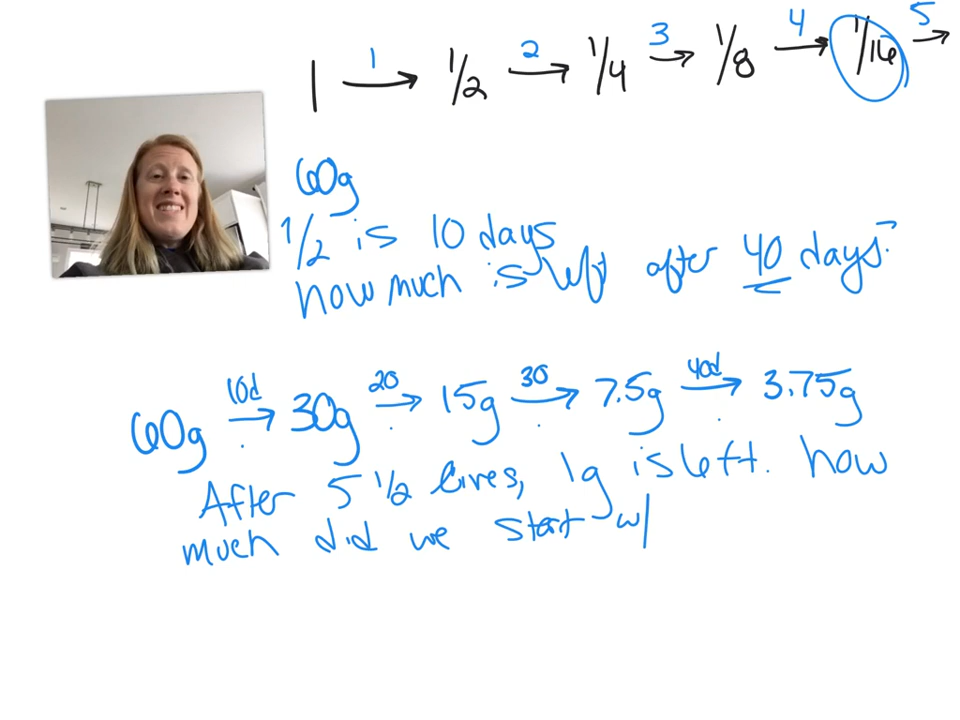 1 → 1/2 → 1/4 → 1/8 → 1/16 →
1 2 3 4 5
60g
1/2 is 10 days
how much is left after 40 days?
60g → 30g → 15g → 7.5g → 3.75g
10d 20 30 40d
After 5 1/2 lives, 1g is left. how
much did we start w/